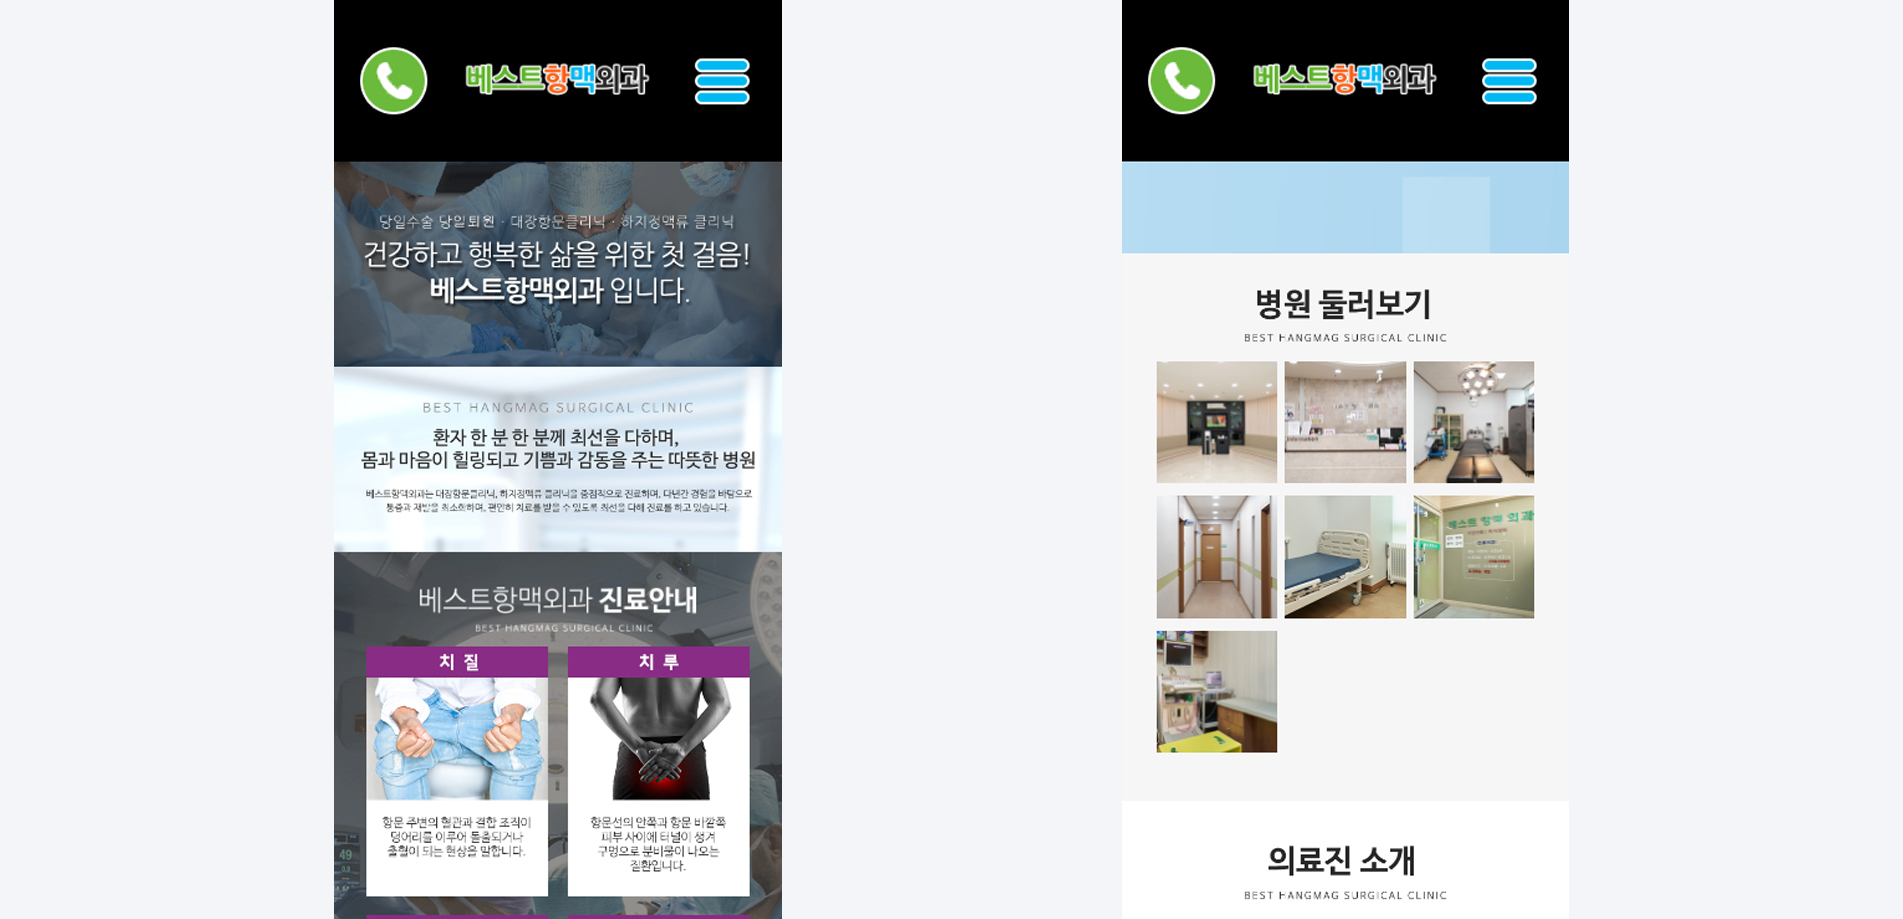 베스트항맥외과
당일수술 당일퇴원 · 대장항문클리닉 · 하지정맥류 클리닉
건강하고 행복한 삶을 위한 첫 걸음!
베스트항맥외과 입니다.
BEST HANGMAG SURGICAL CLINIC
환자 한 분 한 분께 최선을 다하며,
몸과 마음이 힐링되고 기쁨과 감동을 주는 따뜻한 병원
베스트항맥외과는 대장항문클리닉, 하지정맥류 클리닉을 중점적으로 진료하며, 다년간 경험을 바탕으로
통증과 재발을 최소화하며, 편안히 치료를 받을 수 있도록 최선을 다해 진료를 하고 있습니다.
베스트항맥외과 진료안내
BEST HANGMAG SURGICAL CLINIC
치 질
항문 주변의 혈관과 결합 조직이
덩어리를 이루어 돌출되거나
출혈이 되는 현상을 말합니다.
치 루
항문선의 안쪽과 항문 바깥쪽
피부 사이에 터널이 생겨
구멍으로 분비물이 나오는
질환입니다.
49
베스트항맥외과
병원 둘러보기
BEST HANGMAG SURGICAL CLINIC
Information
베스트 항맥 외과
의료진 소개
BEST HANGMAG SURGICAL CLINIC